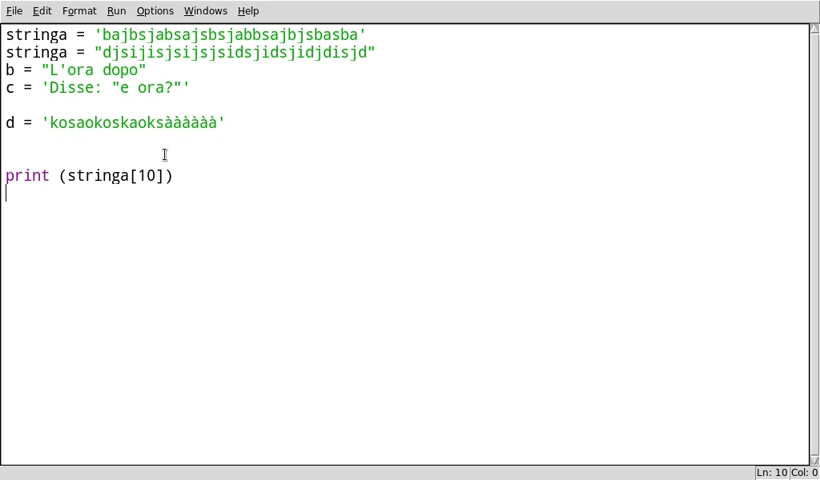 File Edit Format Run Options Windows Help
stringa = 'bajbsjabsajsbsjabbsajbjsbasba'
stringa = "djsijisjsijsjsidsjidsjidjdisjd"
b = "L'ora dopo"
c = 'Disse: "e ora?"'
d = 'kosaokoskaoksàààààà'
print (stringa[10])
Ln: 10 Col: 0